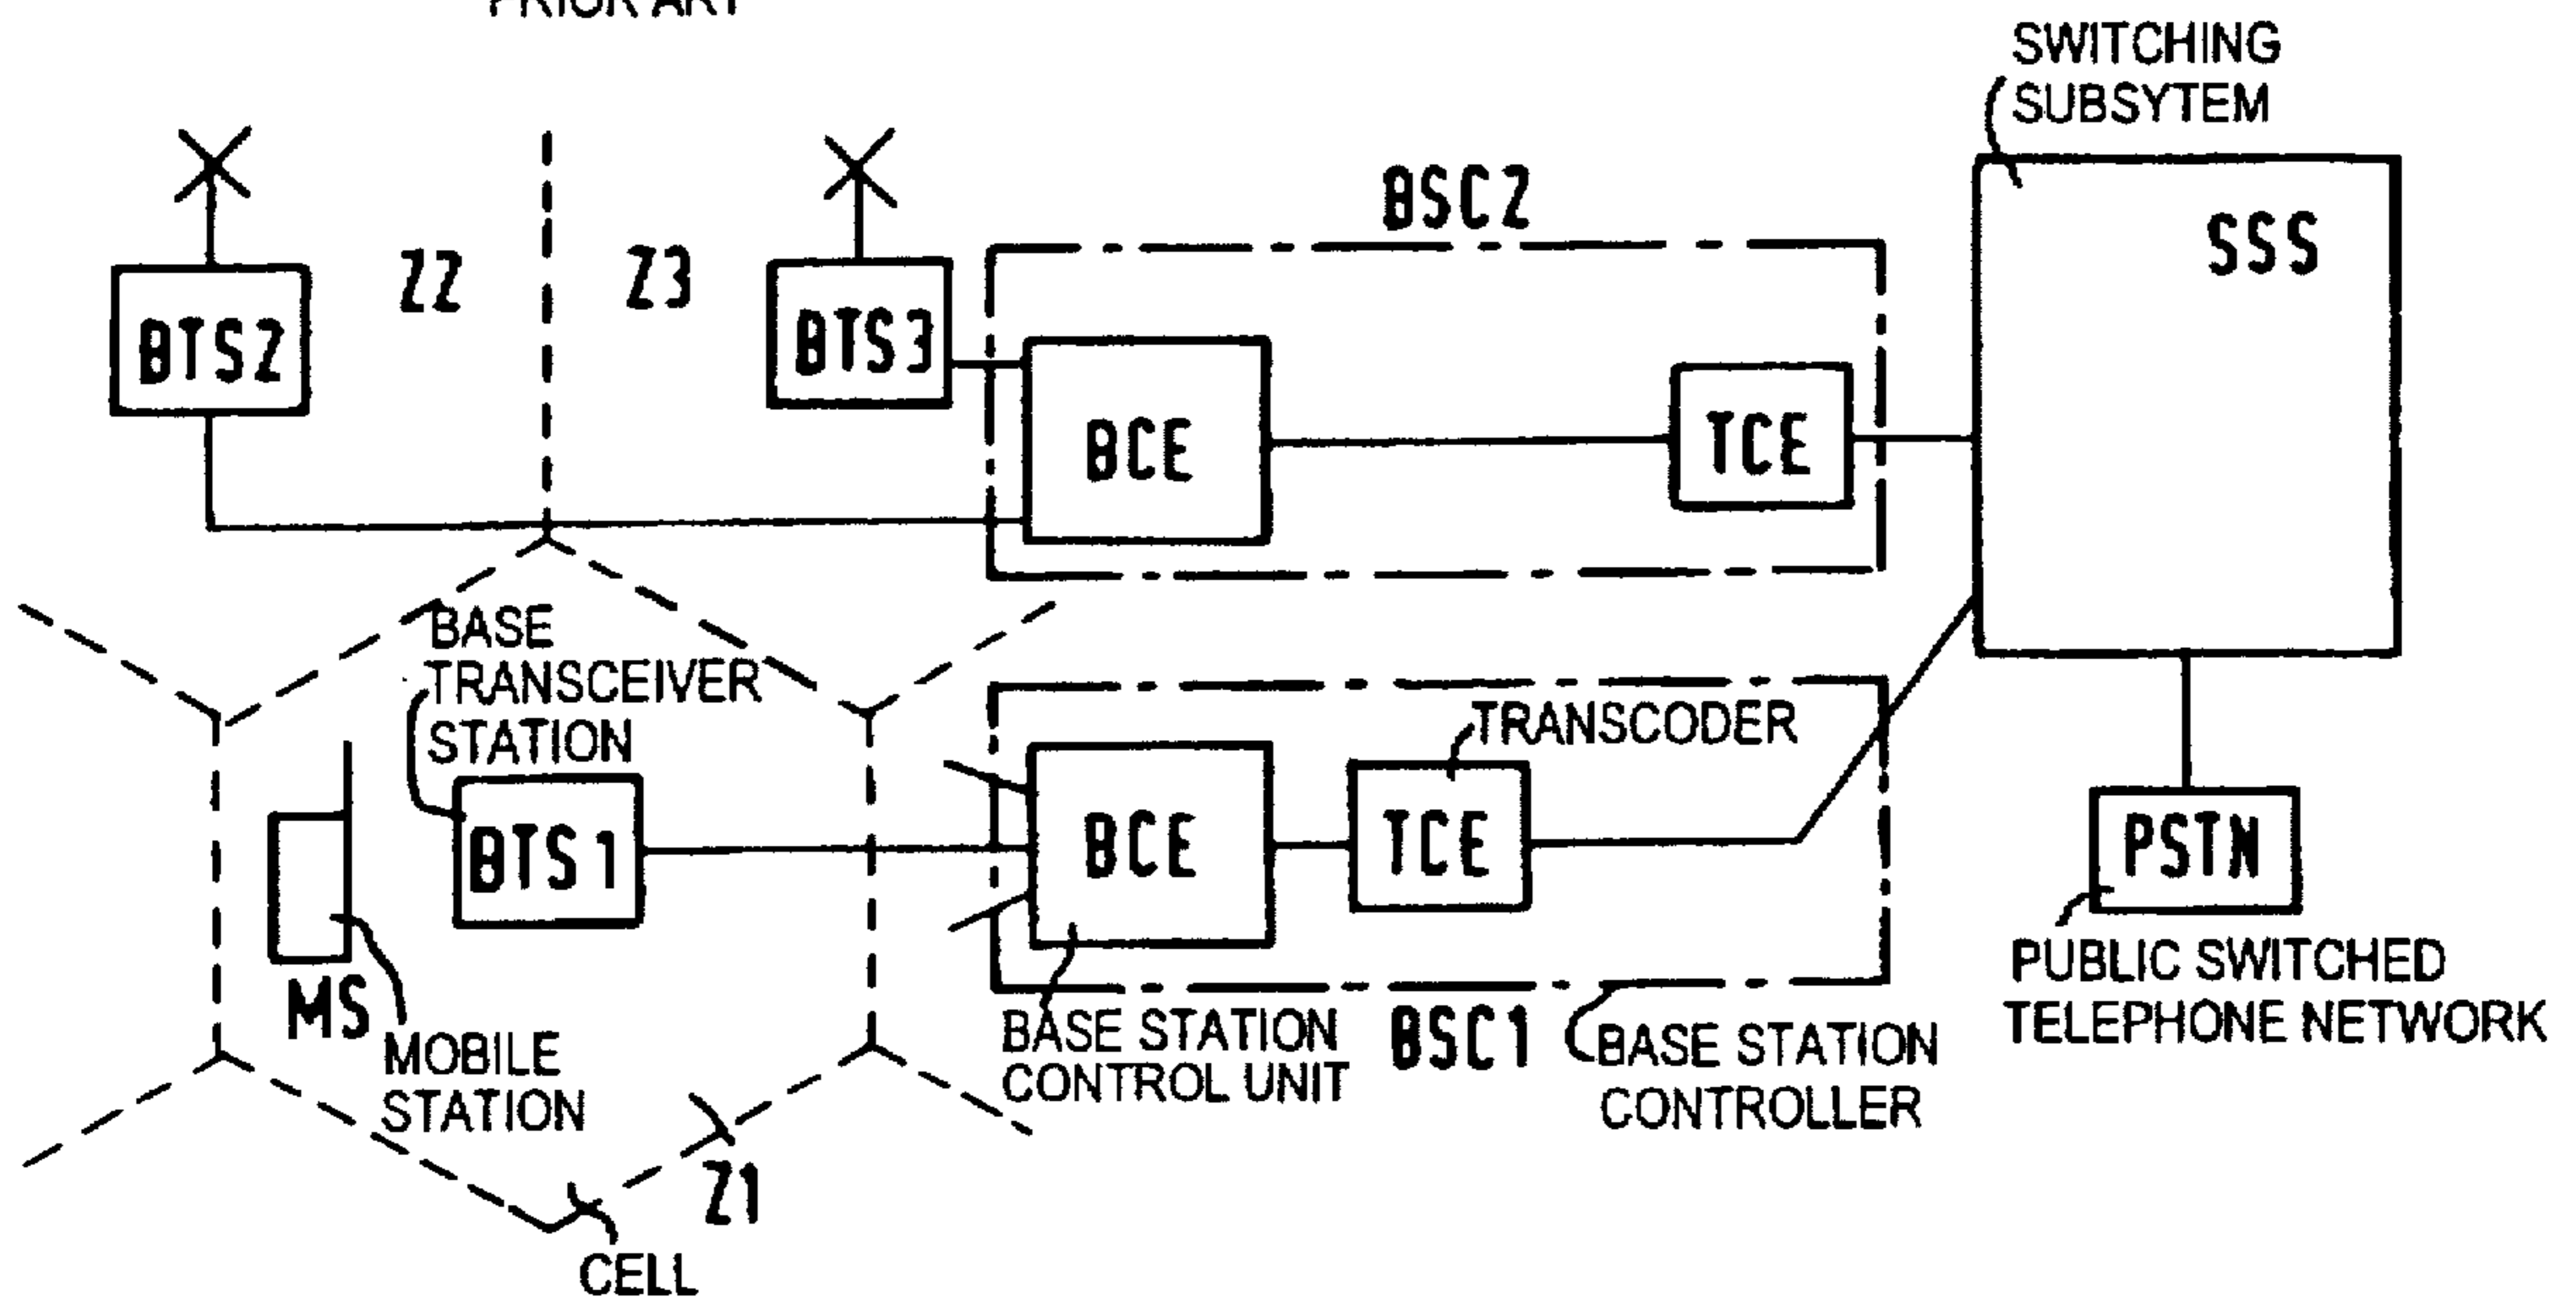 PRIOR ART
SWITCHING
SUBSYTEM
BSC2
SSS
Z2
Z3
BTS2
BTS3
BCE
TCE
BASE
TRANSCEIVER
STATION
TRANSCODER
BTS1
BCE
TCE
PSTN
MS
MOBILE
STATION
BASE STATION
CONTROL UNIT
BSC1
BASE STATION
CONTROLLER
PUBLIC SWITCHED
TELEPHONE NETWORK
Z1
CELL